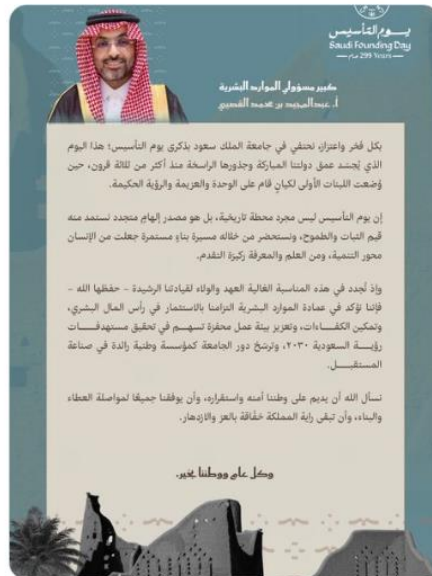 يوم التأسيس
Saudi Founding Day
299 Years عام
كبير مسؤولي الموارد البشرية
أ. عبدالمجيد بن محمد القصبي
بكل فخر واعتزاز، نحتفي في جامعة الملك سعود بذكرى يوم التأسيس؛ هذا اليوم
الذي يُجسّد عمق دولتنا المباركة وجذورها الراسخة منذ أكثر من ثلاثة قرون، حين
وُضعت اللبنات الأولى لكيانٍ قام على الوحدة والعزيمة والرؤية الحكيمة.
إن يوم التأسيس ليس مجرد محطة تاريخية، بل هو مصدر إلهامٍ متجدد نستمد منه
قيم الثبات والطموح، ونستحضر من خلاله مسيرة بناءٍ مستمرة جعلت من الإنسان
محور التنمية، ومن العلم والمعرفة ركيزة التقدم.
وإذ نُجدد في هذه المناسبة الغالية العهد والولاء لقيادتنا الرشيدة – حفظها الله –
فإننا نؤكد في عمادة الموارد البشرية التزامنا بالاستثمار في رأس المال البشري،
وتمكين الكفاءات، وتعزيز بيئة عمل محفزة تسهم في تحقيق مستهدفات
رؤية السعودية ٢٠٣٠، وترسّخ دور الجامعة كمؤسسة وطنية رائدة في صناعة
المستقبل.
نسأل الله أن يديم على وطننا أمنه واستقراره، وأن يوفقنا جميعًا لمواصلة العطاء
والبناء، وأن تبقى راية المملكة خفّاقة بالعز والازدهار.
وكل عام ووطننا بخير.